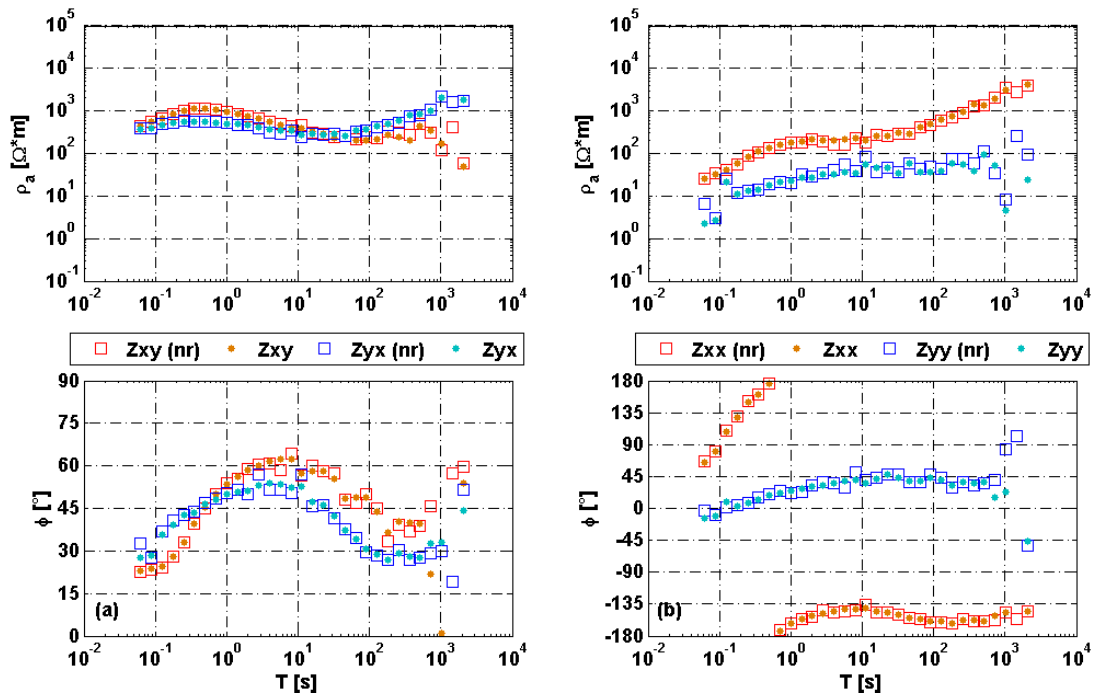 10^5 10^5
10^4 10^4
10^3 10^3
10^2 10^2
10^1 10^1
10^0 10^0
10^-1 10^-1
ρa [Ω*m] ρa [Ω*m]
10^-2 10^-1 10^0 10^1 10^2 10^3 10^4 10^-2 10^-1 10^0 10^1 10^2 10^3 10^4
Zxy (nr) Zxy Zyx (nr) Zyx Zxx (nr) Zxx Zyy (nr) Zyy
90 180
75 135
60 90
45
45 0
30 -45
-90
15 -135
0 -180
ϕ [°] ϕ [°]
(a) (b)
10^-2 10^-1 10^0 10^1 10^2 10^3 10^4 10^-2 10^-1 10^0 10^1 10^2 10^3 10^4
T [s] T [s]